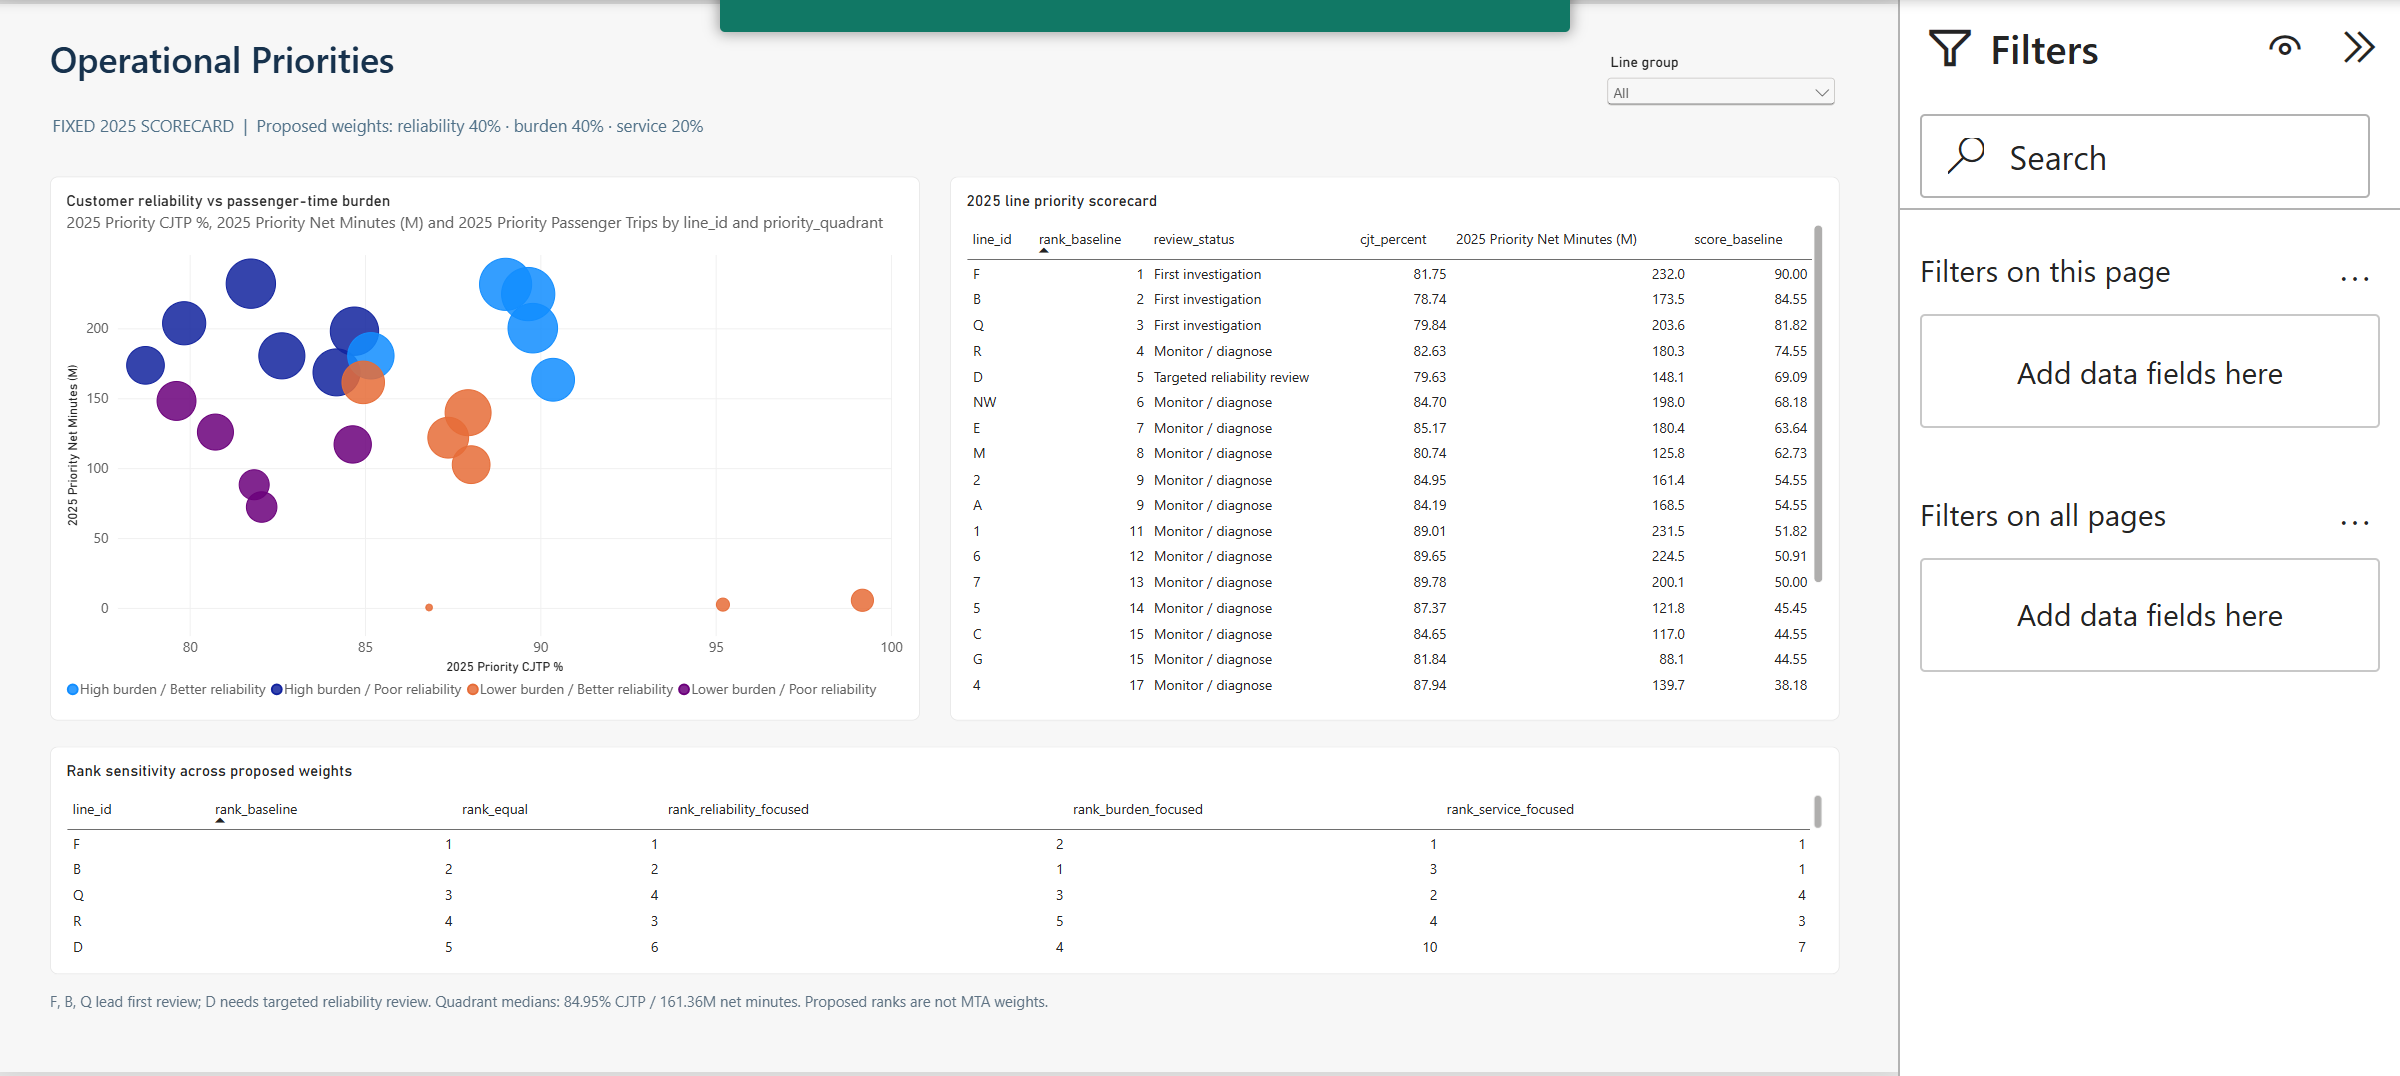 Operational Priorities
FIXED 2025 SCORECARD | Proposed weights: reliability 40% · burden 40% · service 20%
Line group
All
Customer reliability vs passenger-time burden
2025 Priority CJTP %, 2025 Priority Net Minutes (M) and 2025 Priority Passenger Trips by line_id and priority_quadrant
2025 Priority Net Minutes (M)
200
150
100
50
0
80 85 90 95 100
2025 Priority CJTP %
High burden / Better reliability High burden / Poor reliability Lower burden / Better reliability Lower burden / Poor reliability
2025 line priority scorecard
line_id rank_baseline review_status cjt_percent 2025 Priority Net Minutes (M) score_baseline
F 1 First investigation 81.75 232.0 90.00
B 2 First investigation 78.74 173.5 84.55
Q 3 First investigation 79.84 203.6 81.82
R 4 Monitor / diagnose 82.63 180.3 74.55
D 5 Targeted reliability review 79.63 148.1 69.09
NW 6 Monitor / diagnose 84.70 198.0 68.18
E 7 Monitor / diagnose 85.17 180.4 63.64
M 8 Monitor / diagnose 80.74 125.8 62.73
2 9 Monitor / diagnose 84.95 161.4 54.55
A 9 Monitor / diagnose 84.19 168.5 54.55
1 11 Monitor / diagnose 89.01 231.5 51.82
6 12 Monitor / diagnose 89.65 224.5 50.91
7 13 Monitor / diagnose 89.78 200.1 50.00
5 14 Monitor / diagnose 87.37 121.8 45.45
C 15 Monitor / diagnose 84.65 117.0 44.55
G 15 Monitor / diagnose 81.84 88.1 44.55
4 17 Monitor / diagnose 87.94 139.7 38.18
Rank sensitivity across proposed weights
line_id rank_baseline rank_equal rank_reliability_focused rank_burden_focused rank_service_focused
F 1 1 2 1 1
B 2 2 1 3 1
Q 3 4 3 2 4
R 4 3 5 4 3
D 5 6 4 10 7
F, B, Q lead first review; D needs targeted reliability review. Quadrant medians: 84.95% CJTP / 161.36M net minutes. Proposed ranks are not MTA weights.
Filters
Search
Filters on this page
...
Add data fields here
Filters on all pages
...
Add data fields here